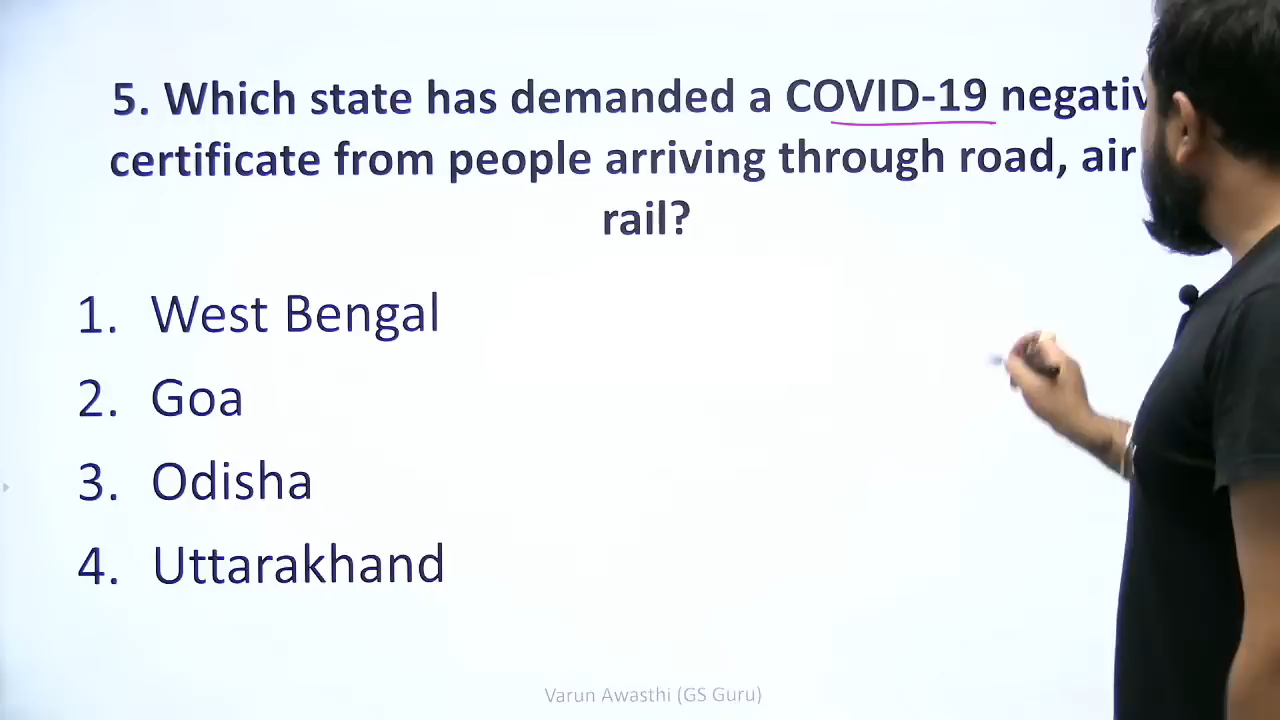 5. Which state has demanded a COVID-19
certificate from people arriving through road, air
rail?
1. West Bengal
2. Goa
3. Odisha
4. Uttarakhand
Varun Awasthi (GS Guru)